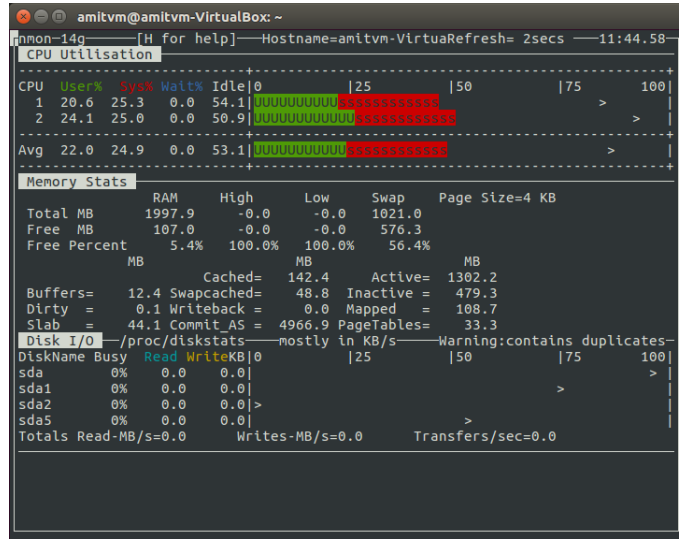 amitvm@amitvm-VirtualBox: ~
nmon-14g-----[H for help]---Hostname=amitvm-VirtuaRefresh= 2secs ---11:44.58-
CPU Utilisation
---------------------------+-------------------------------------------------+
CPU  User%  Sys% Wait% Idle|0          |25         |50          |75       100|
1  20.6  25.3   0.0  54.1|UUUUUUUUUUssssssssssss                   >       |
2  24.1  25.0   0.0  50.9|UUUUUUUUUUUUssssssssssss                     >   |
---------------------------+-------------------------------------------------+
Avg  22.0  24.9   0.0  53.1|UUUUUUUUUUUssssssssssss                    >      |
---------------------------+-------------------------------------------------+
Memory Stats
RAM     High      Low     Swap    Page Size=4 KB
Total MB      1997.9     -0.0     -0.0   1021.0
Free  MB       107.0     -0.0     -0.0    576.3
Free Percent     5.4%   100.0%   100.0%    56.4%
MB                  MB                  MB
Cached=   142.4     Active=  1302.2
Buffers=    12.4 Swapcached=    48.8  Inactive =   479.3
Dirty  =     0.1 Writeback =     0.0  Mapped   =   108.7
Slab   =    44.1 Commit_AS =  4966.9 PageTables=    33.3
Disk I/O --/proc/diskstats----mostly in KB/s-----Warning:contains duplicates-
DiskName Busy  Read WriteKB|0          |25         |50          |75       100|
sda        0%    0.0    0.0|                                               > |
sda1       0%    0.0    0.0|                                    >            |
sda2       0%    0.0    0.0|>                                                |
sda5       0%    0.0    0.0|                         >                       |
Totals Read-MB/s=0.0      Writes-MB/s=0.0      Transfers/sec=0.0